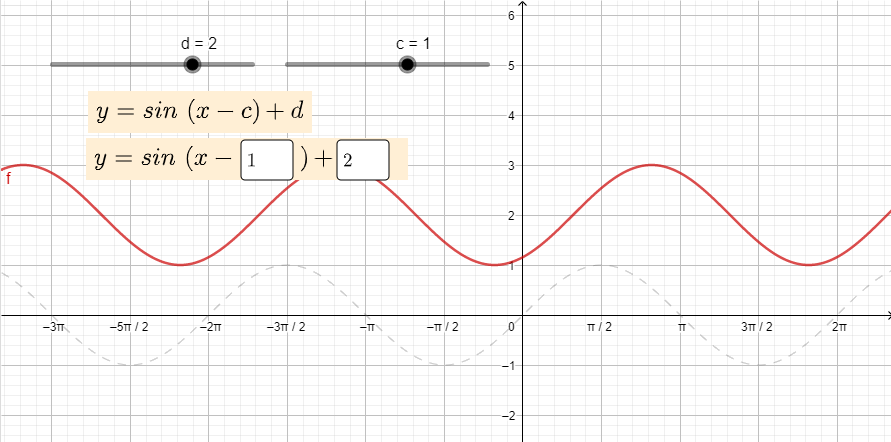 6
d = 2 c = 1
5
y = sin (x − c) + d
4
y = sin (x − 1 ) + 2
3
f
2
1
−3π −5π / 2 −2π −3π / 2 −π −π / 2 0 π / 2 π 3π / 2 2π
−1
−2